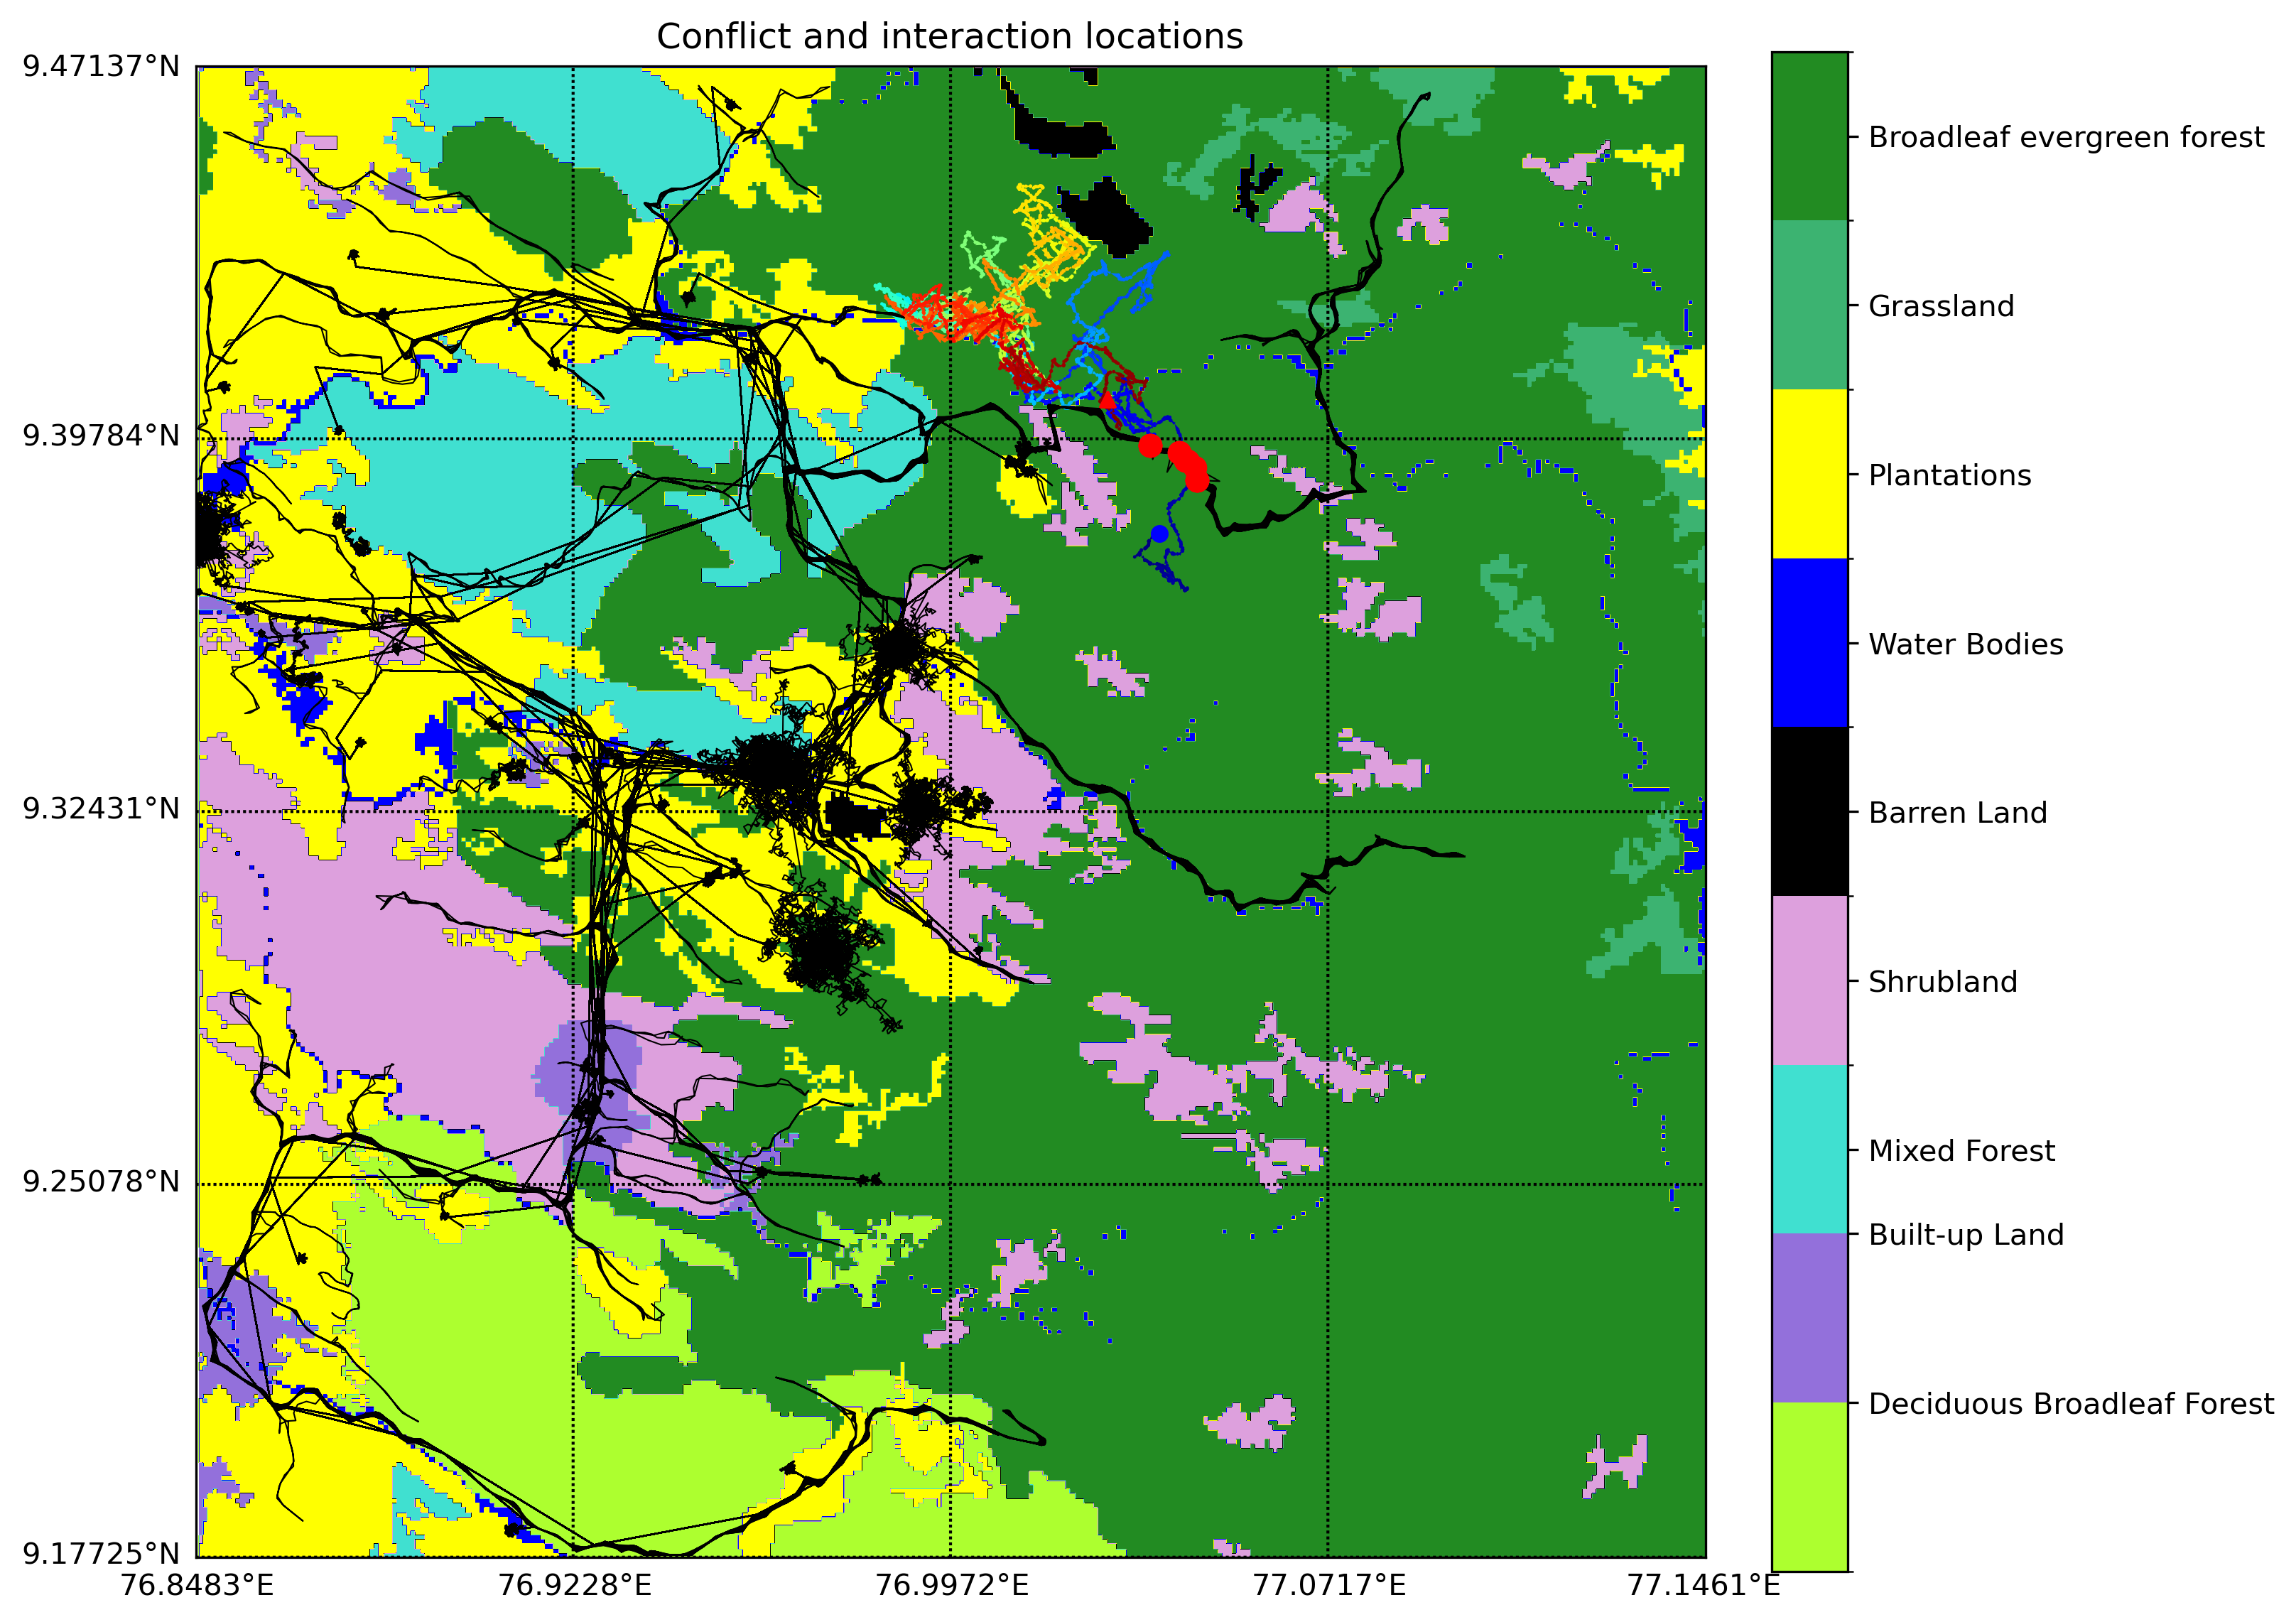 Conflict and interaction locations
9.47137°N
9.39784°N
9.32431°N
9.25078°N
9.17725°N
76.8483°E
76.9228°E
76.9972°E
77.0717°E
77.1461°E
Broadleaf evergreen forest
Grassland
Plantations
Water Bodies
Barren Land
Shrubland
Mixed Forest
Built-up Land
Deciduous Broadleaf Forest